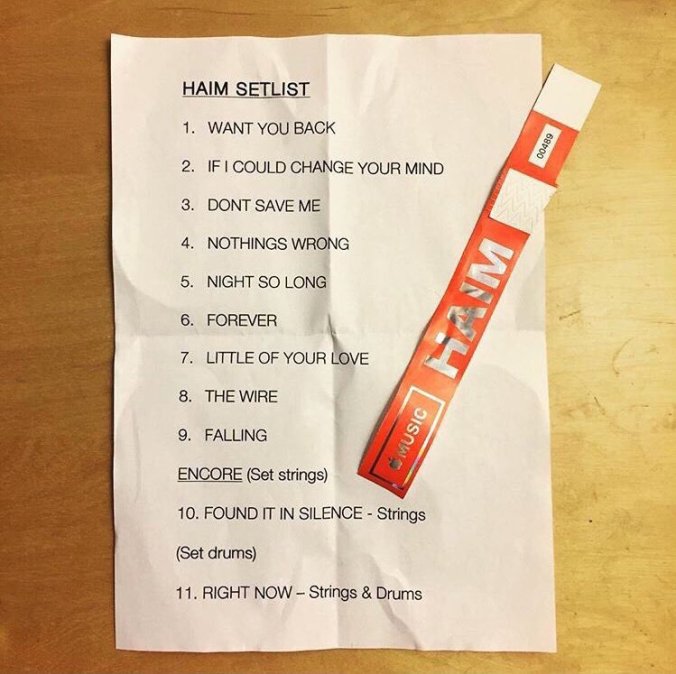 HAIM SETLIST
1. WANT YOU BACK
2. IF I COULD CHANGE YOUR MIND
3. DONT SAVE ME
4. NOTHINGS WRONG
5. NIGHT SO LONG
6. FOREVER
7. LITTLE OF YOUR LOVE
8. THE WIRE
9. FALLING
ENCORE (Set strings)
10. FOUND IT IN SILENCE - Strings
(Set drums)
11. RIGHT NOW – Strings & Drums
00489
HAIM
MUSIC